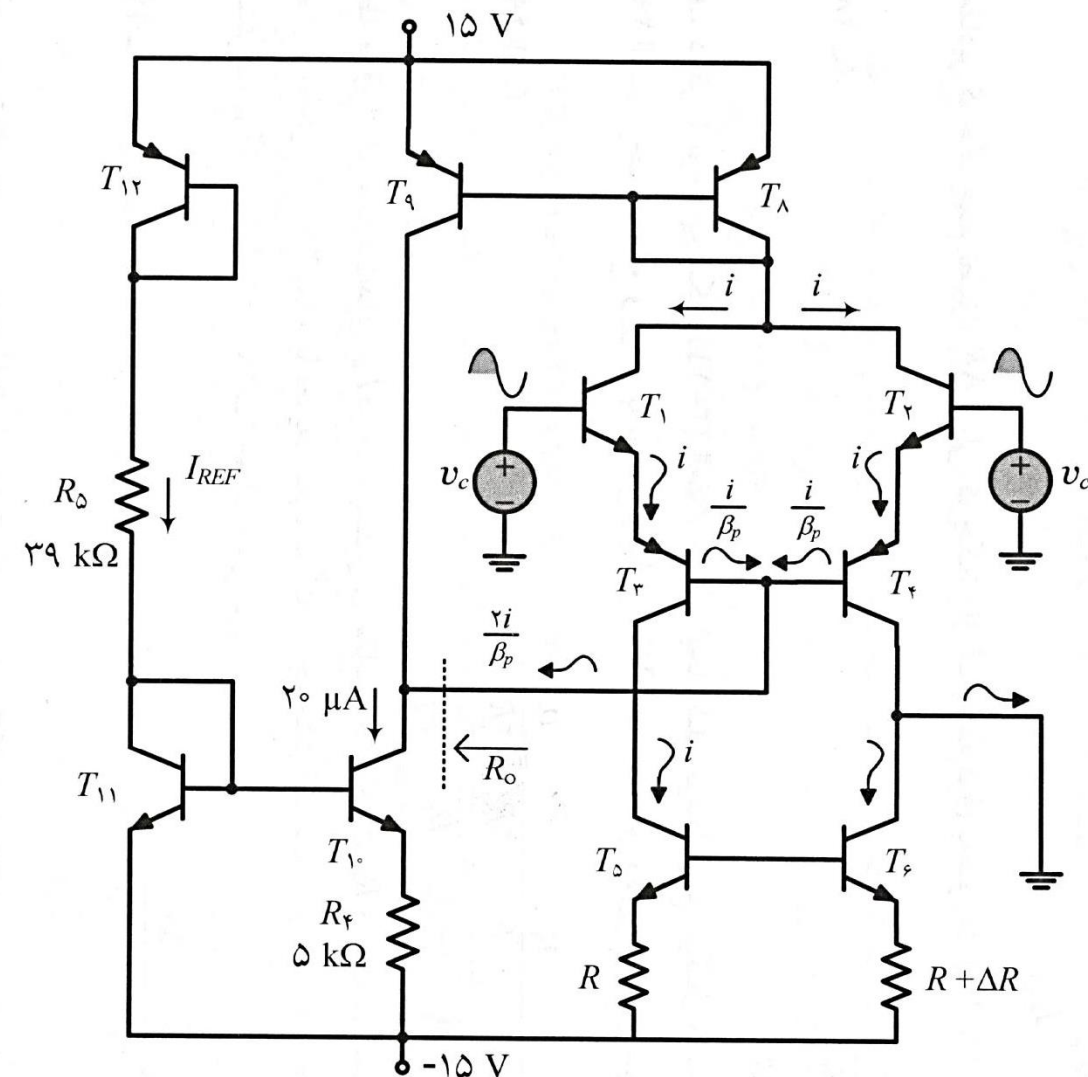 ۱۵ V
T۱۲
T۹
T۸
i
i
T۱
T۲
v_c
v_c
I_REF
R۵
۳۹ kΩ
i
i
i/β_p
i/β_p
T۳
T۴
۲i/β_p
۲۰ μA
R_o
T۱۱
T۱۰
i
T۵
T۶
R۴
۵ kΩ
R
R + ΔR
-۱۵ V